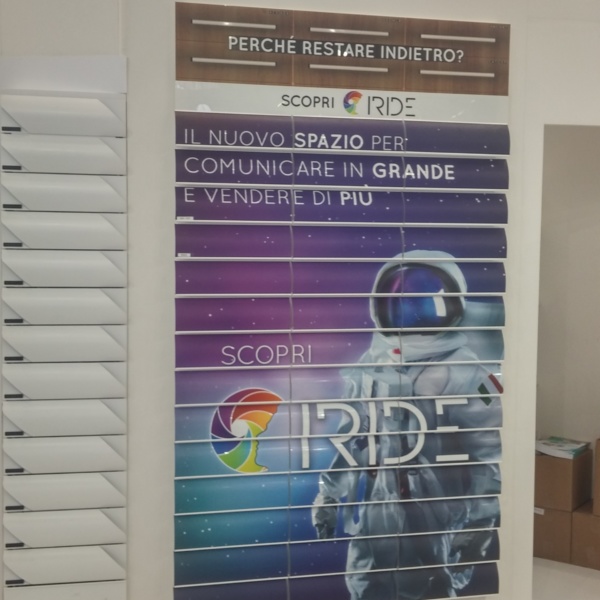 PERCHÉ RESTARE INDIETRO?
SCOPRI IRIDE
IL NUOVO SPAZIO PER
COMUNICARE IN GRANDE
E VENDERE DI PIÙ
SCOPRI
IRIDE